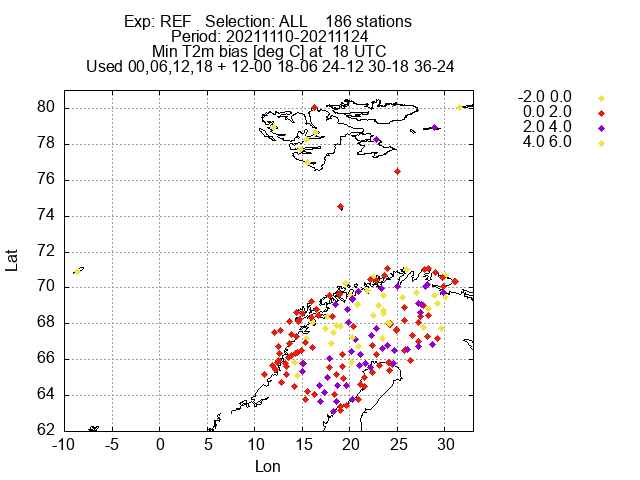 Exp: REF   Selection: ALL    186 stations
Period: 20211110-20211124
Min T2m bias [deg C] at  18 UTC
Used 00,06,12,18 + 12-00 18-06 24-12 30-18 36-24
-2.0 0.0
0.0 2.0
2.0 4.0
4.0 6.0
80
78
76
74
72
70
68
66
64
62
Lat
-10 -5 0 5 10 15 20 25 30
Lon